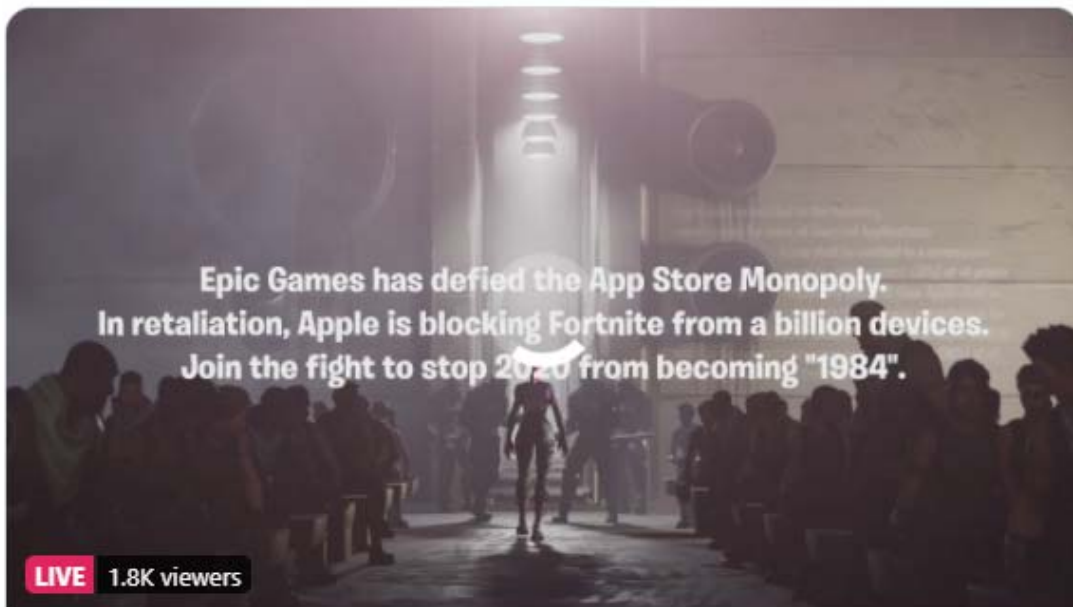 Epic Games has defied the App Store Monopoly.
In retaliation, Apple is blocking Fortnite from a billion devices.
Join the fight to stop 2020 from becoming "1984".
LIVE 1.8K viewers